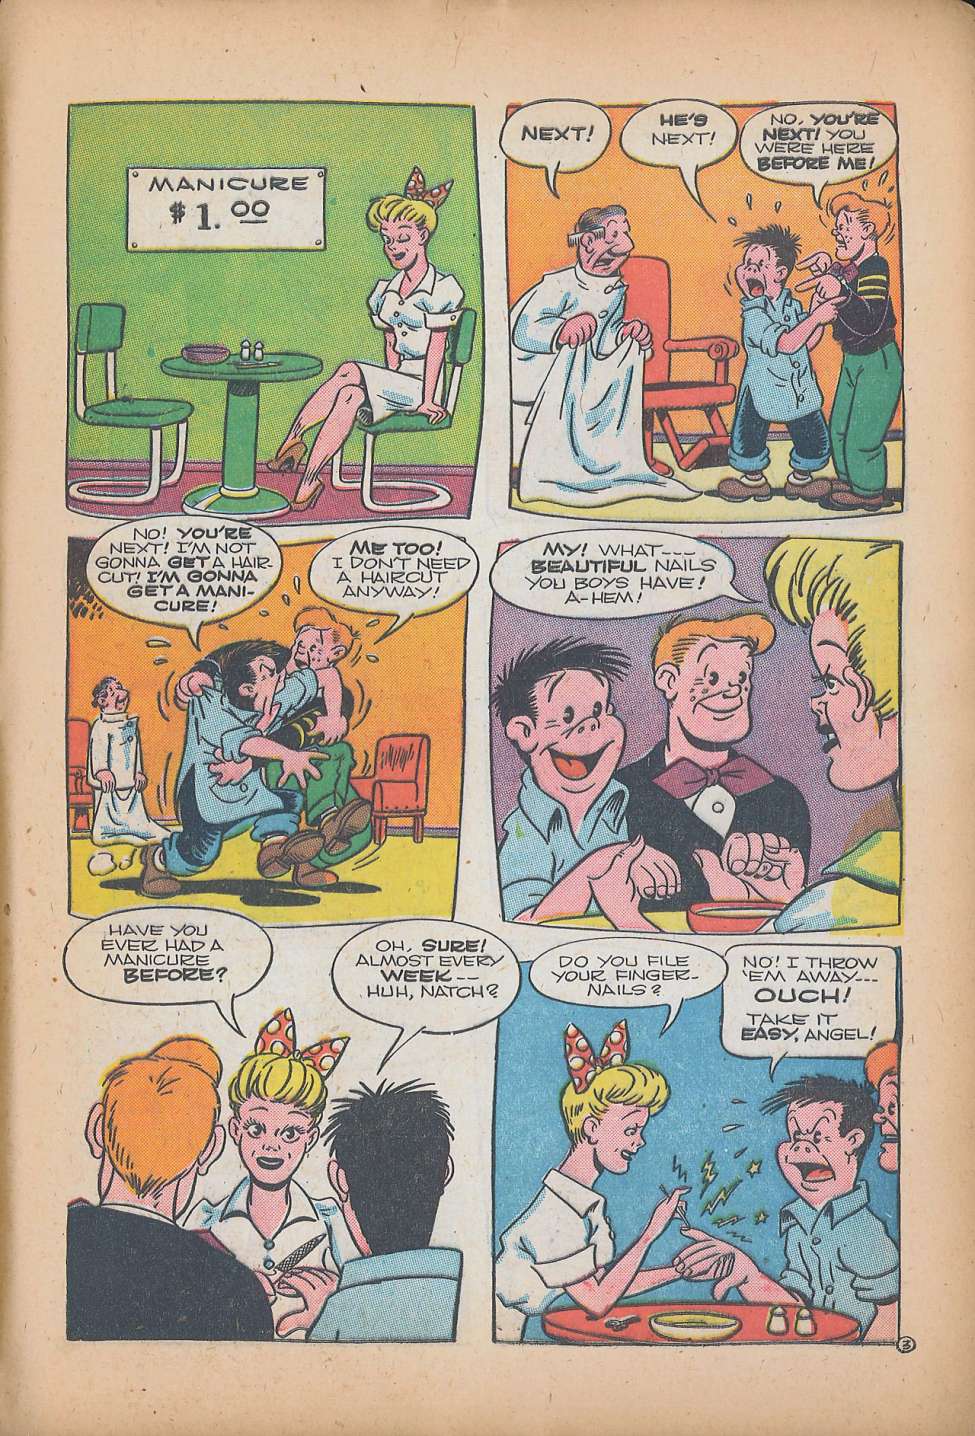 MANICURE
$1.00
NEXT!
HE'S
NEXT!
NO, YOU'RE
NEXT! YOU
WERE HERE
BEFORE ME!
NO! YOU'RE
NEXT! I'M NOT
GONNA GET A HAIR-
CUT! I'M GONNA
GET A MANI-
CURE!
ME TOO!
I DON'T NEED
A HAIRCUT
ANYWAY!
MY! WHAT---
BEAUTIFUL NAILS
YOU BOYS HAVE!
A-HEM!
HAVE YOU
EVER HAD A
MANICURE
BEFORE?
OH, SURE!
ALMOST EVERY
WEEK--
HUH, NATCH?
DO YOU FILE
YOUR FINGER-
NAILS?
NO! I THROW
'EM AWAY---
OUCH!
TAKE IT
EASY, ANGEL!
3